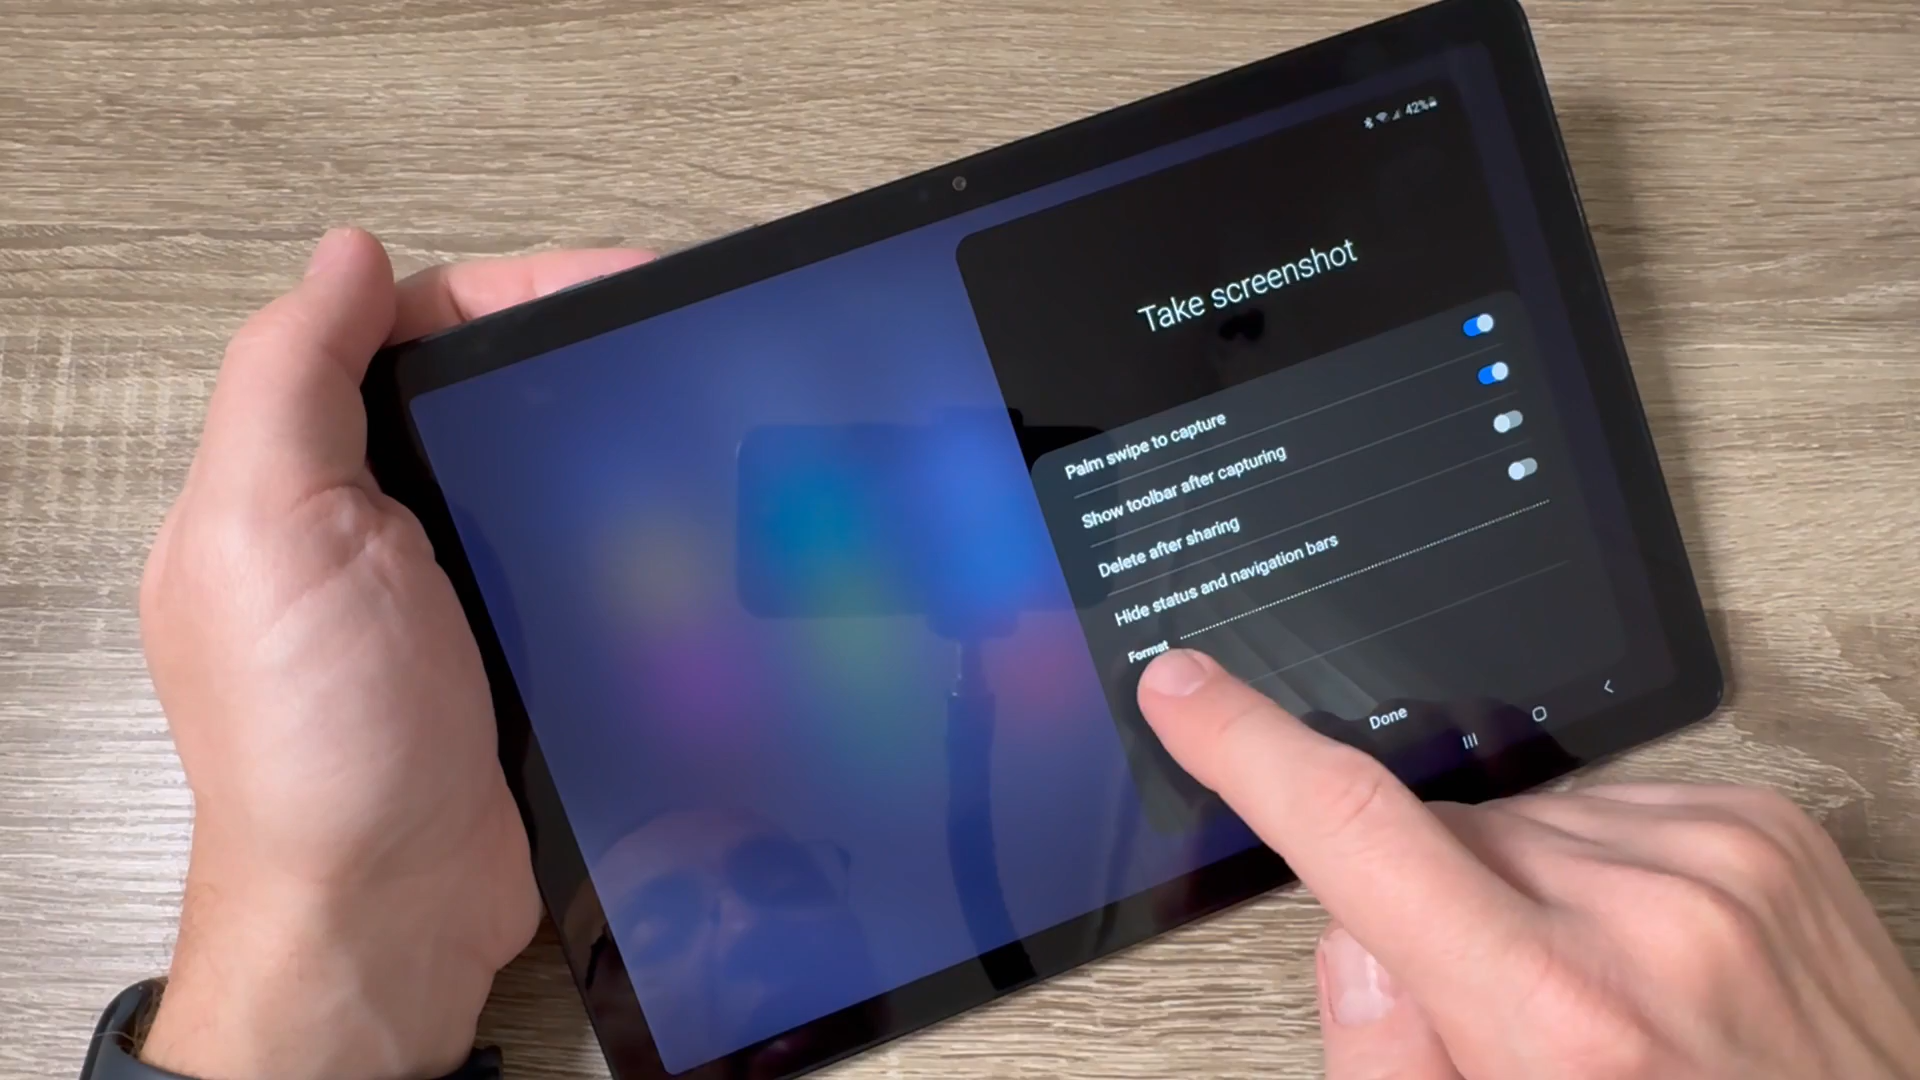 42%
Take screenshot
Palm swipe to capture
Show toolbar after capturing
Delete after sharing
Hide status and navigation bars
Format
Done